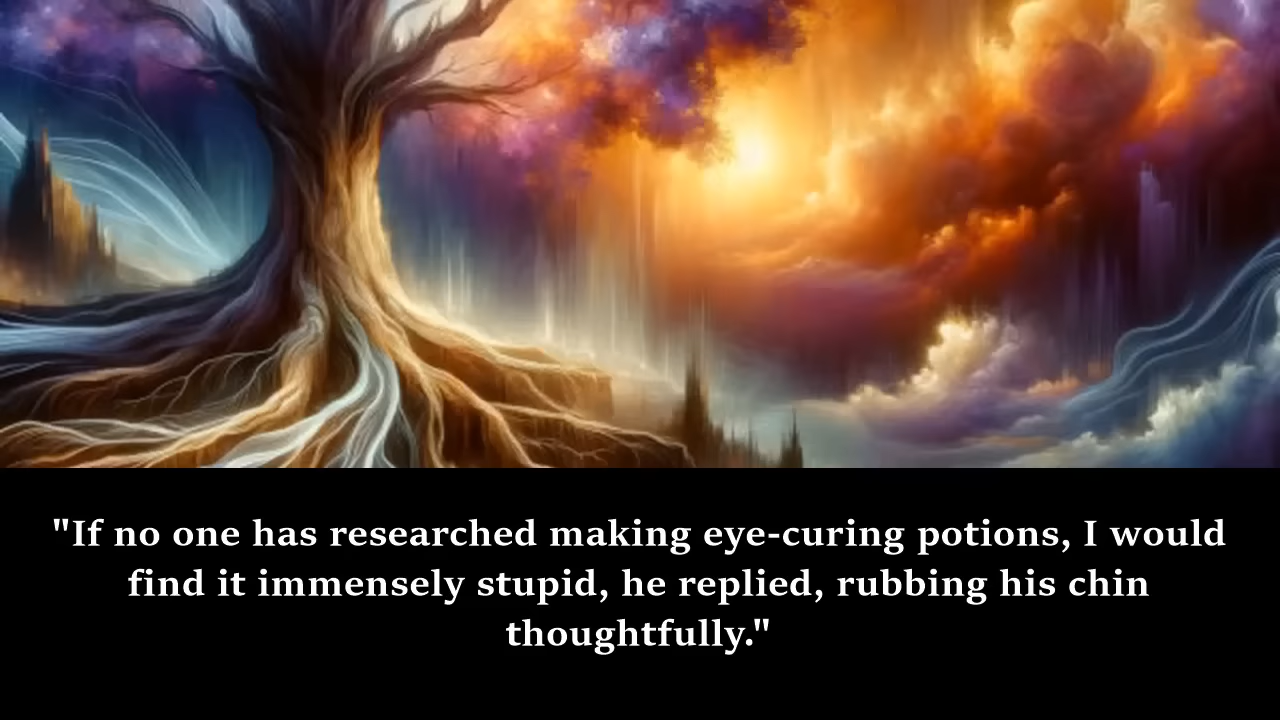 "If no one has researched making eye-curing potions, I would
find it immensely stupid, he replied, rubbing his chin
thoughtfully."